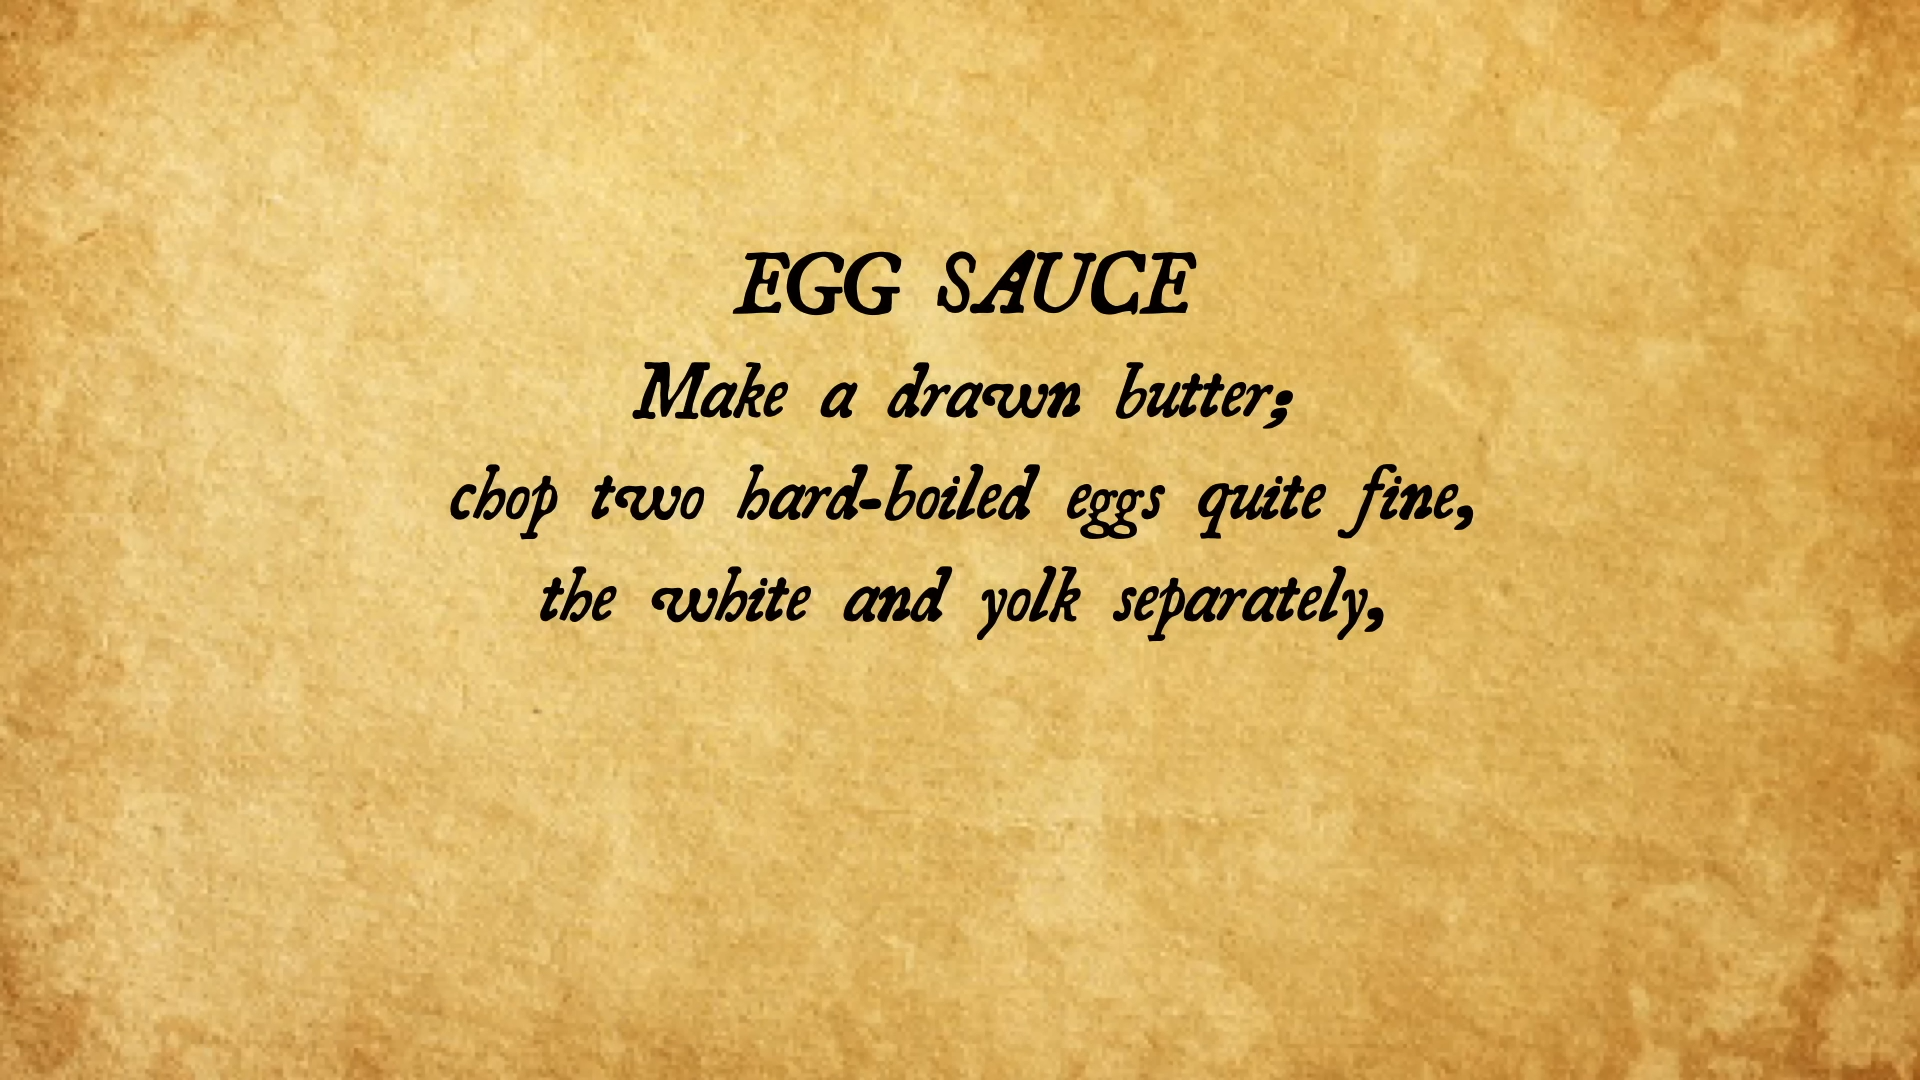 EGG SAUCE
Make a drawn butter;
chop two hard-boiled eggs quite fine,
the white and yolk separately,